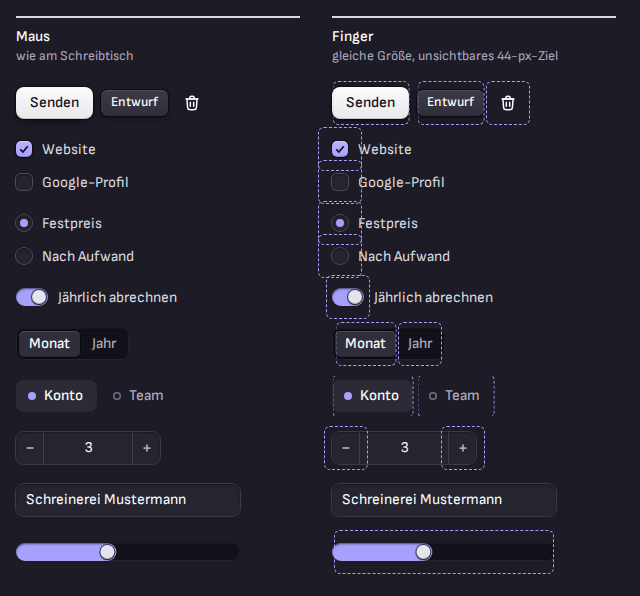 Maus
wie am Schreibtisch
Senden Entwurf
Website
Google-Profil
Festpreis
Nach Aufwand
Jährlich abrechnen
Monat Jahr
Konto Team
− 3 +
Schreinerei Mustermann
Finger
gleiche Größe, unsichtbares 44-px-Ziel
Senden Entwurf
Website
Google-Profil
Festpreis
Nach Aufwand
Jährlich abrechnen
Monat Jahr
Konto Team
− 3 +
Schreinerei Mustermann